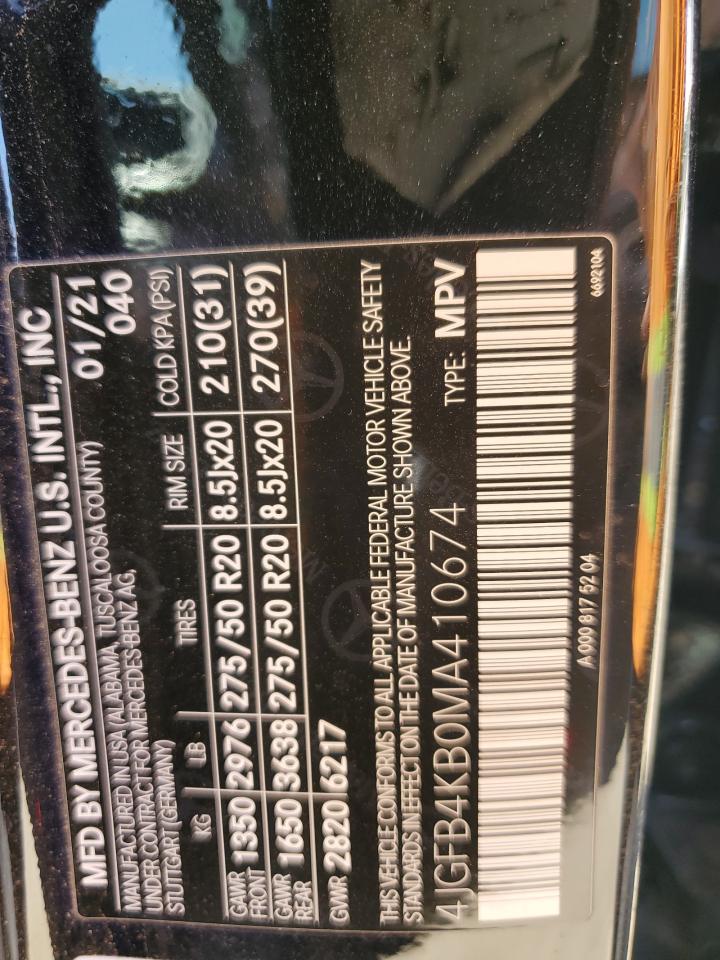 MFD BY MERCEDES-BENZ U.S. INTL., INC
MANUFACTURED IN USA (ALABAMA, TUSCALOOSA COUNTY) 01/21
UNDER CONTRACT FOR MERCEDES-BENZ AG, 040
STUTTGART (GERMANY)
KG LB TIRES RIM SIZE COLD KPA (PSI)
GAWR FRONT 1350 2976 275/50 R20 8.5Jx20 210(31)
GAWR REAR 1650 3638 275/50 R20 8.5Jx20 270(39)
GVWR 2820 6217
THIS VEHICLE CONFORMS TO ALL APPLICABLE FEDERAL MOTOR VEHICLE SAFETY
STANDARDS IN EFFECT ON THE DATE OF MANUFACTURE SHOWN ABOVE.
4JGFB4KB0MA410674 TYPE: MPV
A 000 817 52 04 6692104